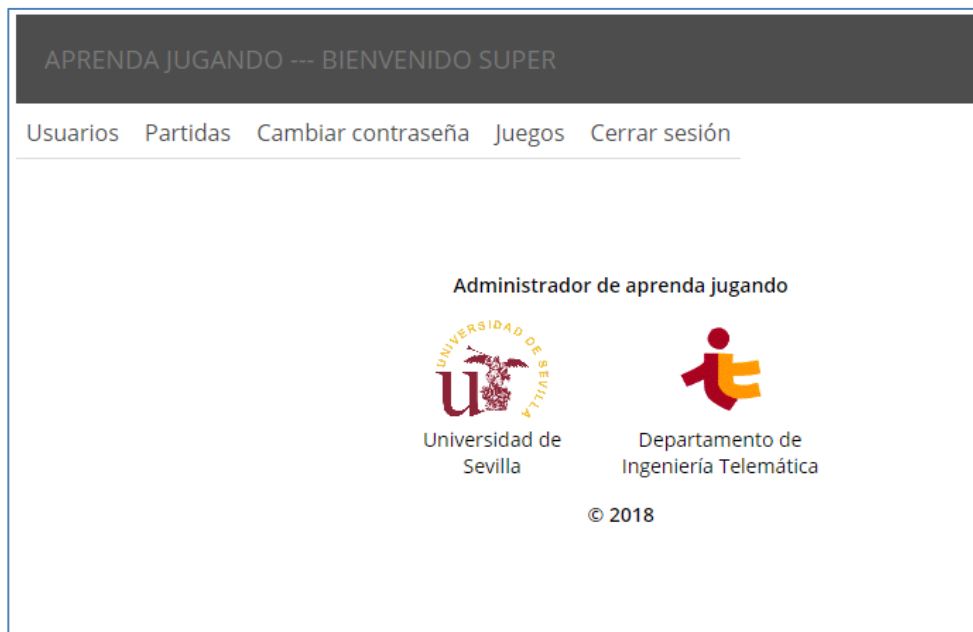 APRENDA JUGANDO --- BIENVENIDO SUPER
Usuarios Partidas Cambiar contraseña Juegos Cerrar sesión
Administrador de aprenda jugando
UNIVERSIDAD DE SEVILLA
Universidad de
Sevilla
Departamento de
Ingeniería Telemática
© 2018